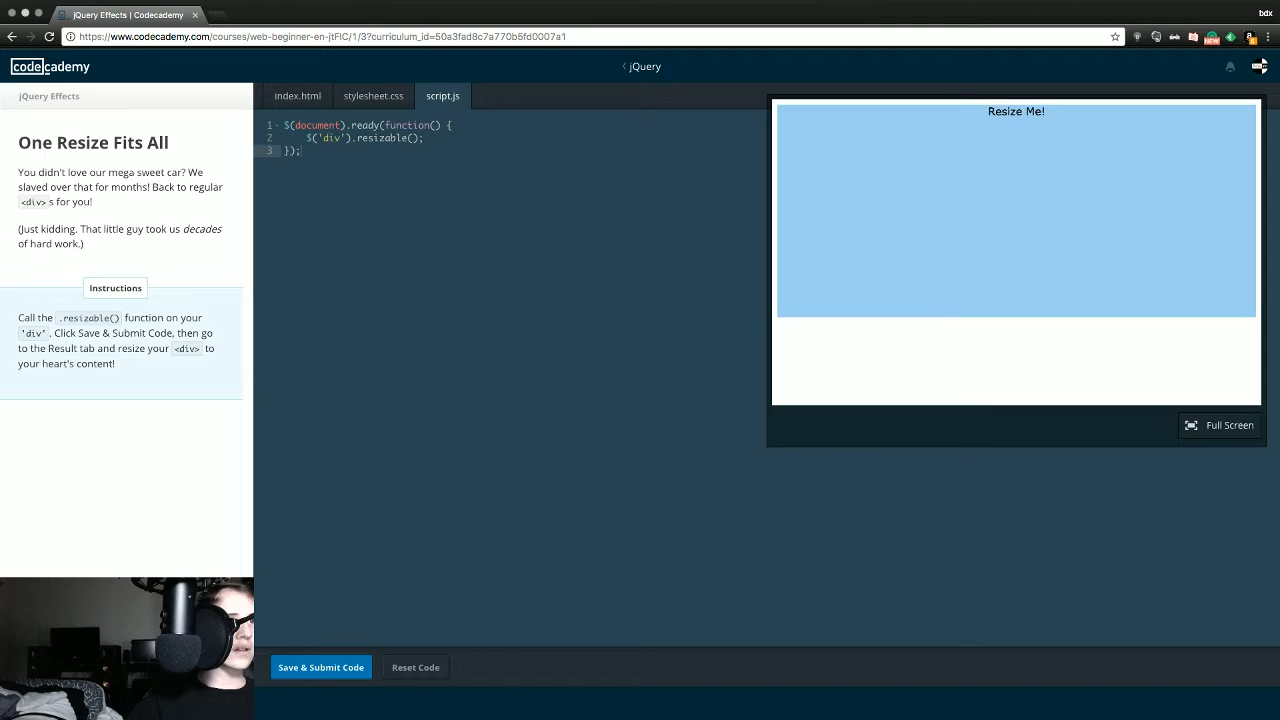 jQuery Effects | Codecademy
bdx
https://www.codecademy.com/courses/web-beginner-en-jtFIC/1/3?curriculum_id=50a3fad8c7a770b5fd0007a1
codecademy
jQuery
jQuery Effects
index.html
stylesheet.css
script.js
One Resize Fits All
You didn't love our mega sweet car? We
slaved over that for months! Back to regular
<div>s for you!
(Just kidding. That little guy took us decades
of hard work.)
Instructions
Call the .resizable() function on your
'div'. Click Save & Submit Code, then go
to the Result tab and resize your <div> to
your heart's content!
1 $(document).ready(function() {
2 $('div').resizable();
3 });
Resize Me!
Full Screen
Save & Submit Code
Reset Code